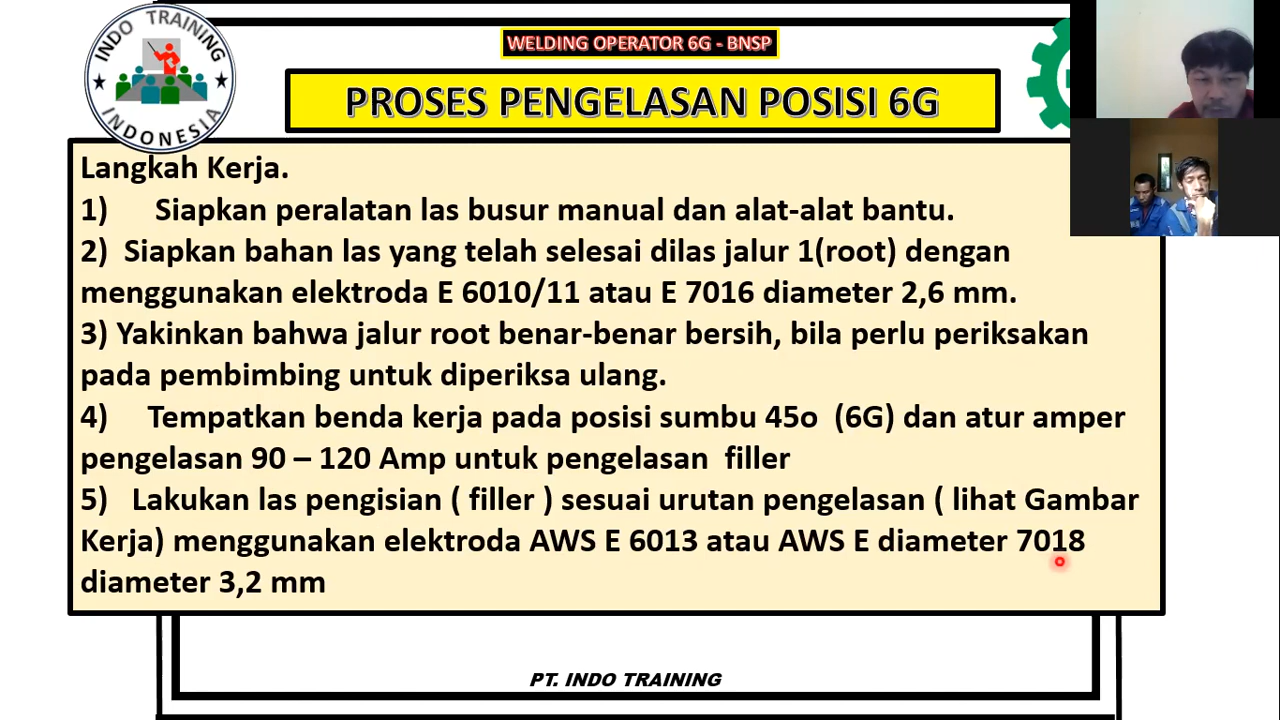 INDO TRAINING
INDONESIA
WELDING OPERATOR 6G - BNSP
PROSES PENGELASAN POSISI 6G
Langkah Kerja.
1) Siapkan peralatan las busur manual dan alat-alat bantu.
2) Siapkan bahan las yang telah selesai dilas jalur 1(root) dengan
menggunakan elektroda E 6010/11 atau E 7016 diameter 2,6 mm.
3) Yakinkan bahwa jalur root benar-benar bersih, bila perlu periksakan
pada pembimbing untuk diperiksa ulang.
4) Tempatkan benda kerja pada posisi sumbu 45o (6G) dan atur amper
pengelasan 90 – 120 Amp untuk pengelasan filler
5) Lakukan las pengisian ( filler ) sesuai urutan pengelasan ( lihat Gambar
Kerja) menggunakan elektroda AWS E 6013 atau AWS E diameter 7018
diameter 3,2 mm
PT. INDO TRAINING